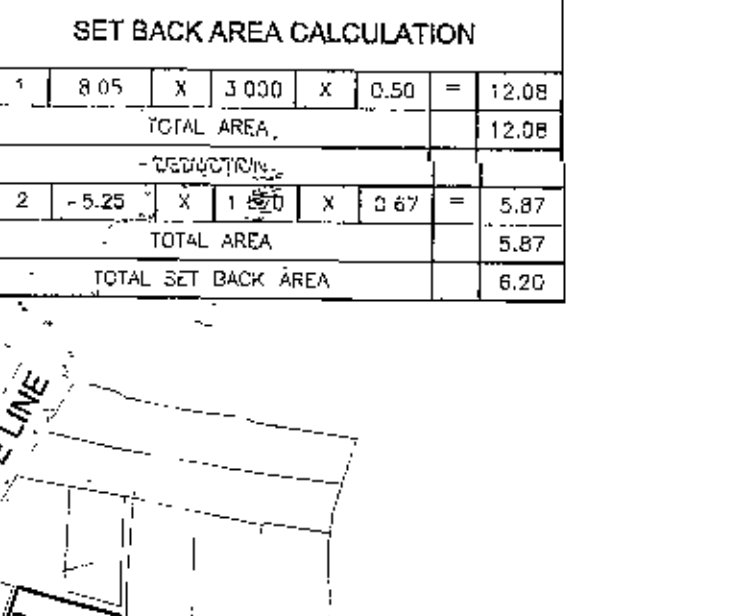 SET BACK AREA CALCULATION
1 8.05 X 3.000 X 0.50 = 12.08
TOTAL AREA 12.08
DEDUCTION
2 5.25 X X 0.67 = 5.87
TOTAL AREA 5.87
TOTAL SET BACK AREA 6.20
LINE